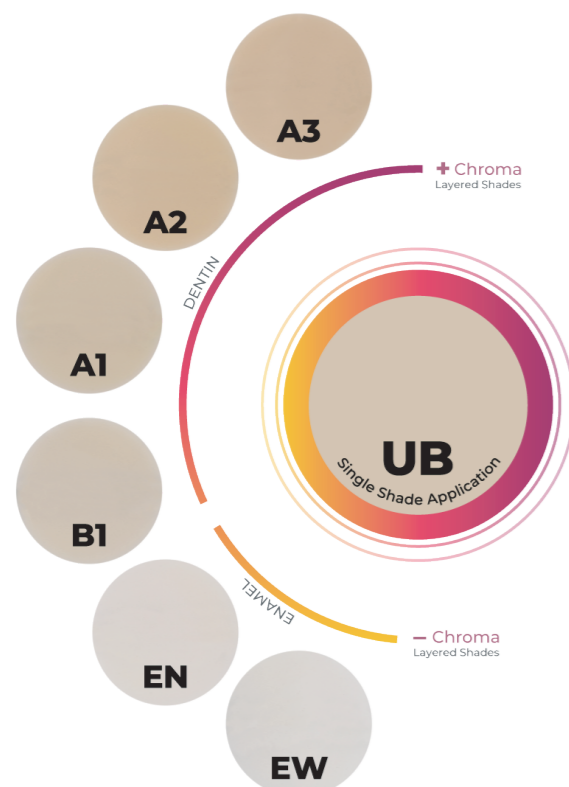 A3
A2
A1
B1
EN
EW
DENTIN
ENAMEL
+ Chroma
Layered Shades
UB
Single Shade Application
− Chroma
Layered Shades